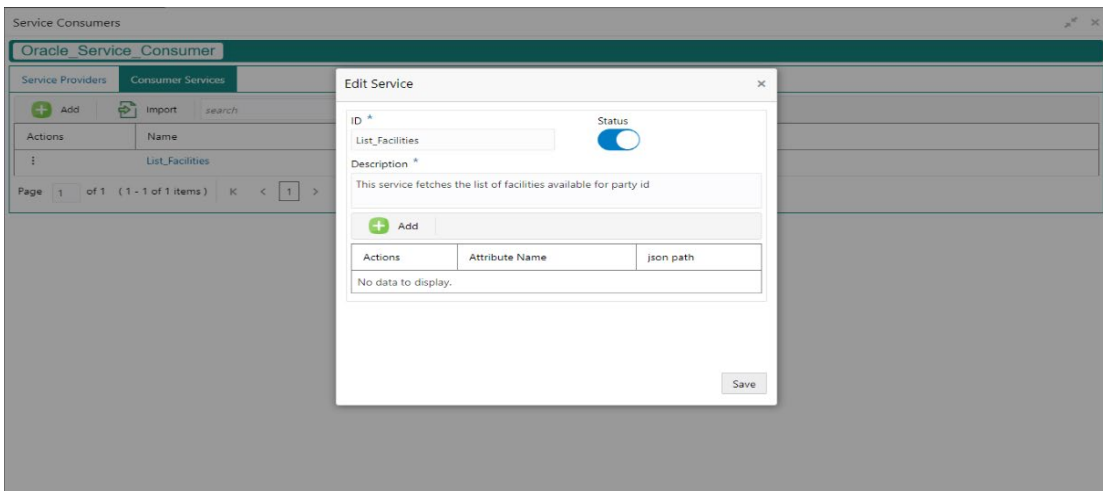 Service Consumers
Oracle_Service_Consumer
Service Providers Consumer Services
Add Import search
Actions Name
List_Facilities
Page 1 of 1 ( 1 - 1 of 1 items ) K < 1 >
Edit Service
ID * Status
List_Facilities
Description *
This service fetches the list of facilities available for party id
Add
Actions Attribute Name json path
No data to display.
Save